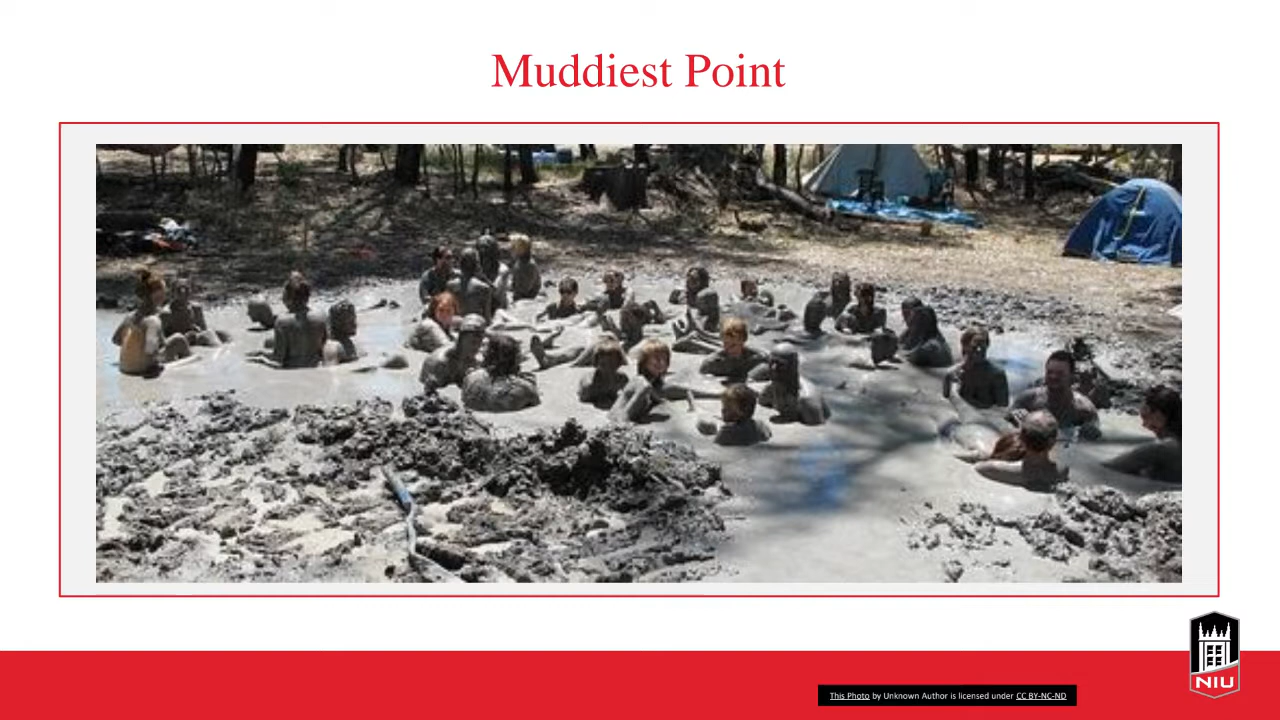 Muddiest Point
NIU
This Photo by Unknown Author is licensed under CC BY-NC-ND